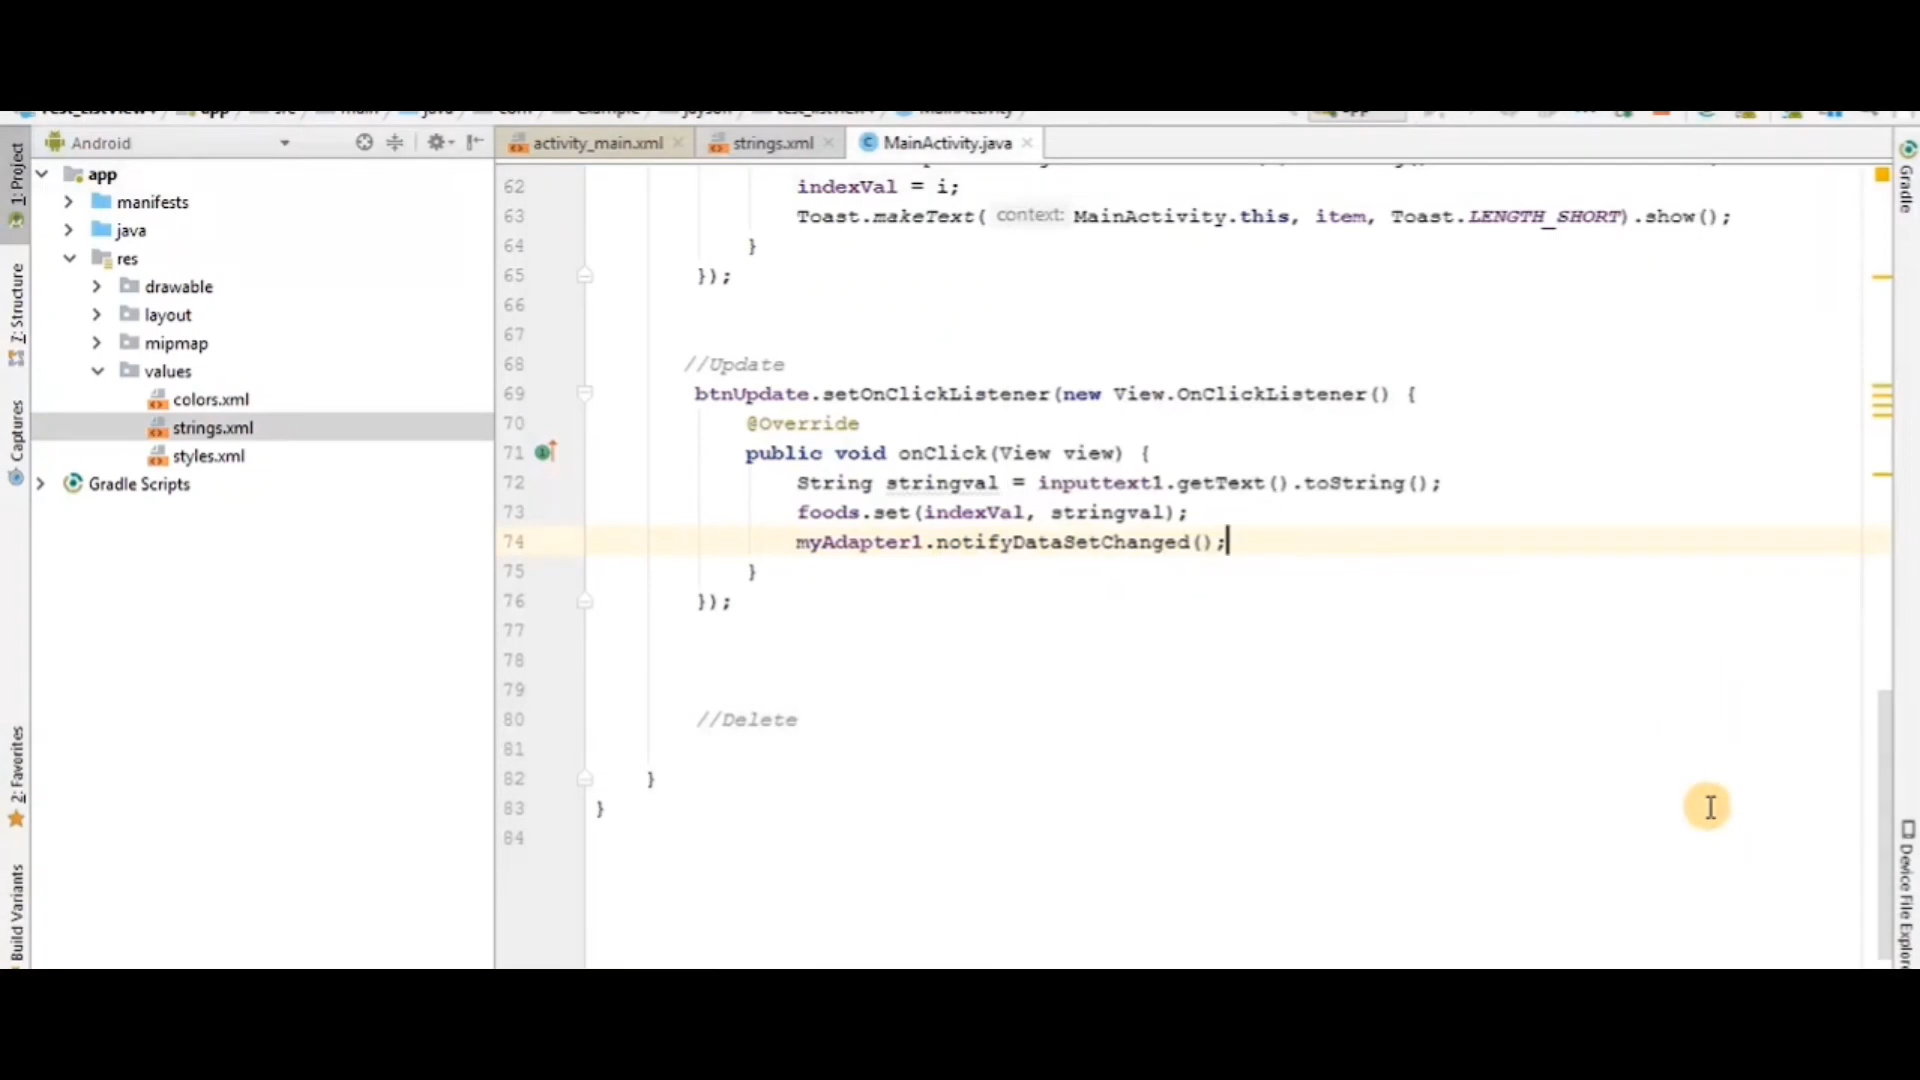 Android
activity_main.xml
strings.xml
MainActivity.java
1: Project
7: Structure
Captures
2: Favorites
Build Variants
Gradle
app
manifests
java
res
drawable
layout
mipmap
values
colors.xml
strings.xml
styles.xml
Gradle Scripts
62 indexVal = i;
63 Toast.makeText( context: MainActivity.this, item, Toast.LENGTH_SHORT).show();
64 }
65 });
66
67
68 //Update
69 btnUpdate.setOnClickListener(new View.OnClickListener() {
70 @Override
71 public void onClick(View view) {
72 String stringval = inputtext1.getText().toString();
73 foods.set(indexVal, stringval);
74 myAdapter1.notifyDataSetChanged();
75 }
76 });
77
78
79
80 //Delete
81
82 }
83 }
84
Device File Explore